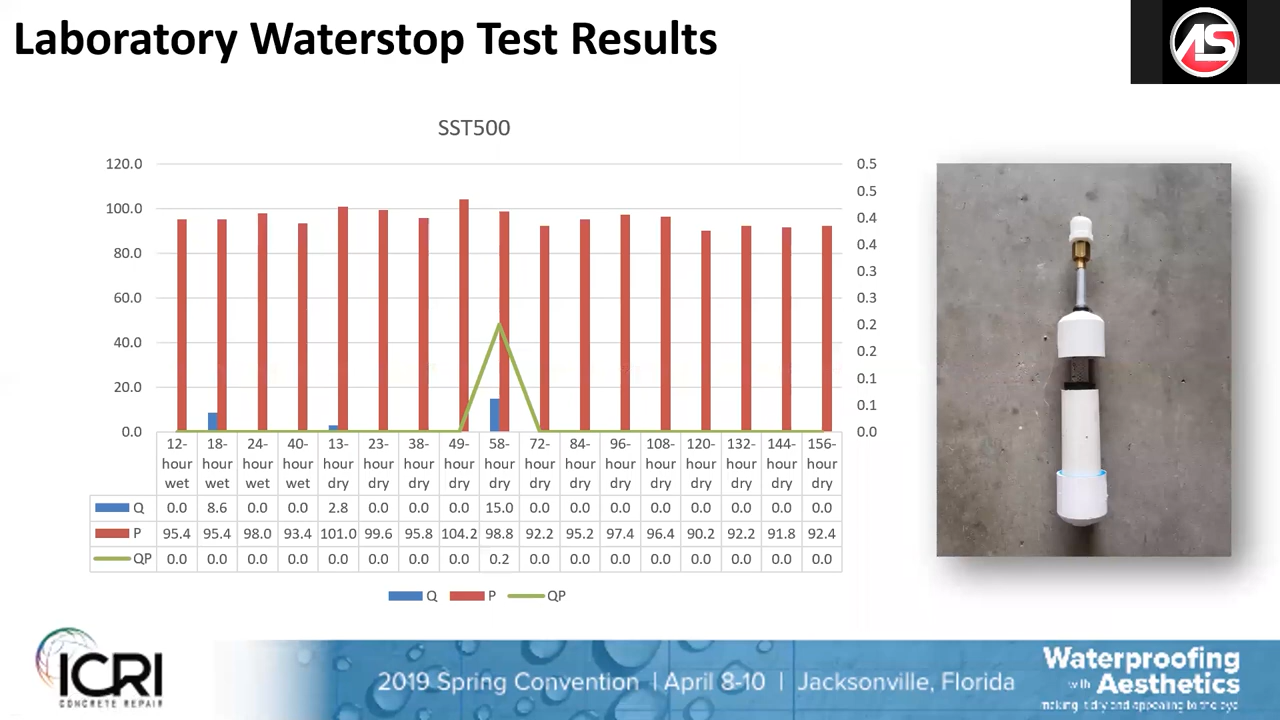 Laboratory Waterstop Test Results
AS
SST500
120.0
100.0
80.0
60.0
40.0
20.0
0.0
0.5
0.5
0.4
0.4
0.3
0.3
0.2
0.2
0.1
0.1
0.0
12-hour wet 18-hour wet 24-hour wet 40-hour wet 13-hour dry 23-hour dry 38-hour dry 49-hour dry 58-hour dry 72-hour dry 84-hour dry 96-hour dry 108-hour dry 120-hour dry 132-hour dry 144-hour dry 156-hour dry
Q 0.0 8.6 0.0 0.0 2.8 0.0 0.0 0.0 15.0 0.0 0.0 0.0 0.0 0.0 0.0 0.0 0.0
P 95.4 95.4 98.0 93.4 101.0 99.6 95.8 104.2 98.8 92.2 95.2 97.4 96.4 90.2 92.2 91.8 92.4
QP 0.0 0.0 0.0 0.0 0.0 0.0 0.0 0.0 0.2 0.0 0.0 0.0 0.0 0.0 0.0 0.0 0.0
Q P QP
ICRI
CONCRETE REPAIR
2019 Spring Convention | April 8-10 | Jacksonville, Florida
Waterproofing
with Aesthetics
making it dry and appealing to the eye